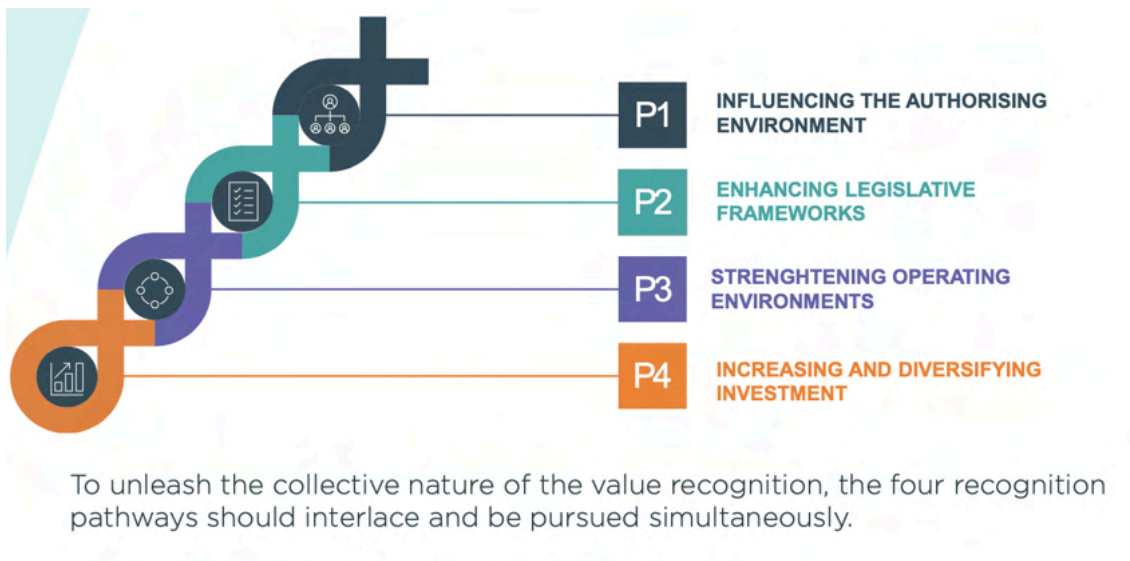 P1
INFLUENCING THE AUTHORISING
ENVIRONMENT
P2
ENHANCING LEGISLATIVE
FRAMEWORKS
P3
STRENGHTENING OPERATING
ENVIRONMENTS
P4
INCREASING AND DIVERSIFYING
INVESTMENT
To unleash the collective nature of the value recognition, the four recognition
pathways should interlace and be pursued simultaneously.